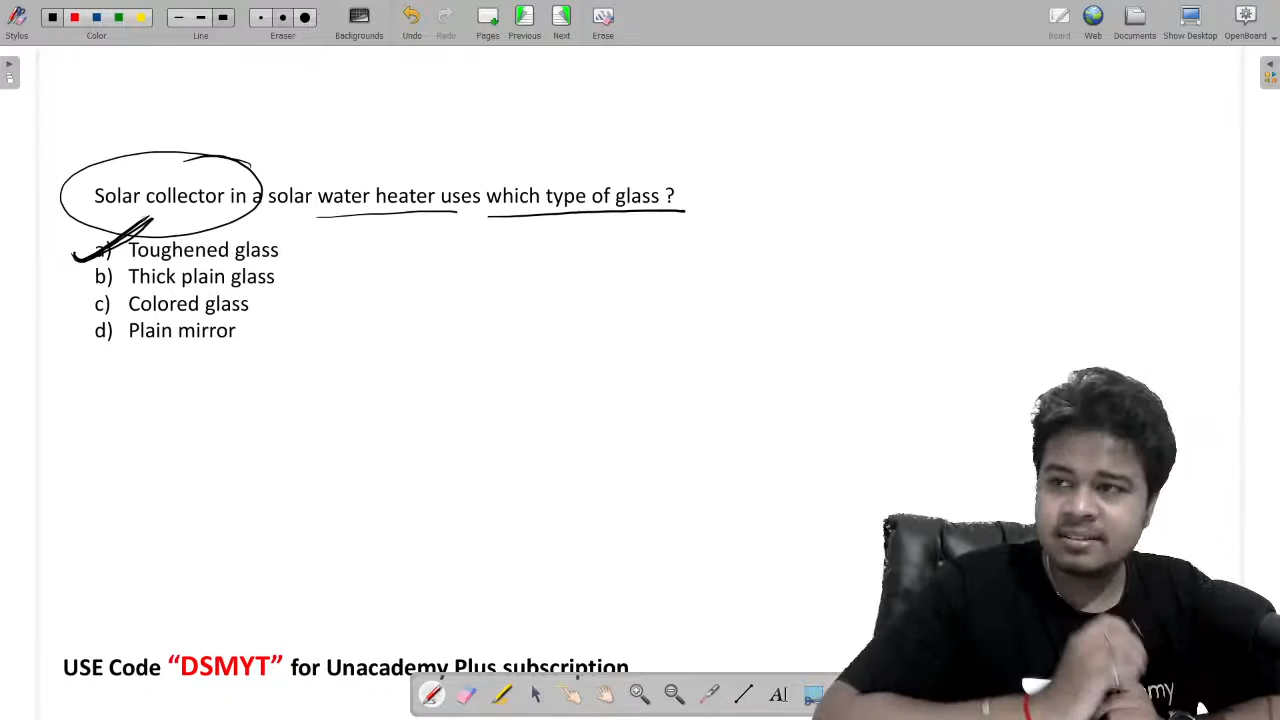 Stylus Color Line Eraser Backgrounds Undo Redo Pages Previous Next Erase Board Web Documents Show Desktop OpenBoard
Solar collector in a solar water heater uses which type of glass ?
a) Toughened glass
b) Thick plain glass
c) Colored glass
d) Plain mirror
USE Code “DSMYT” for Unacademy Plus subscription
AI